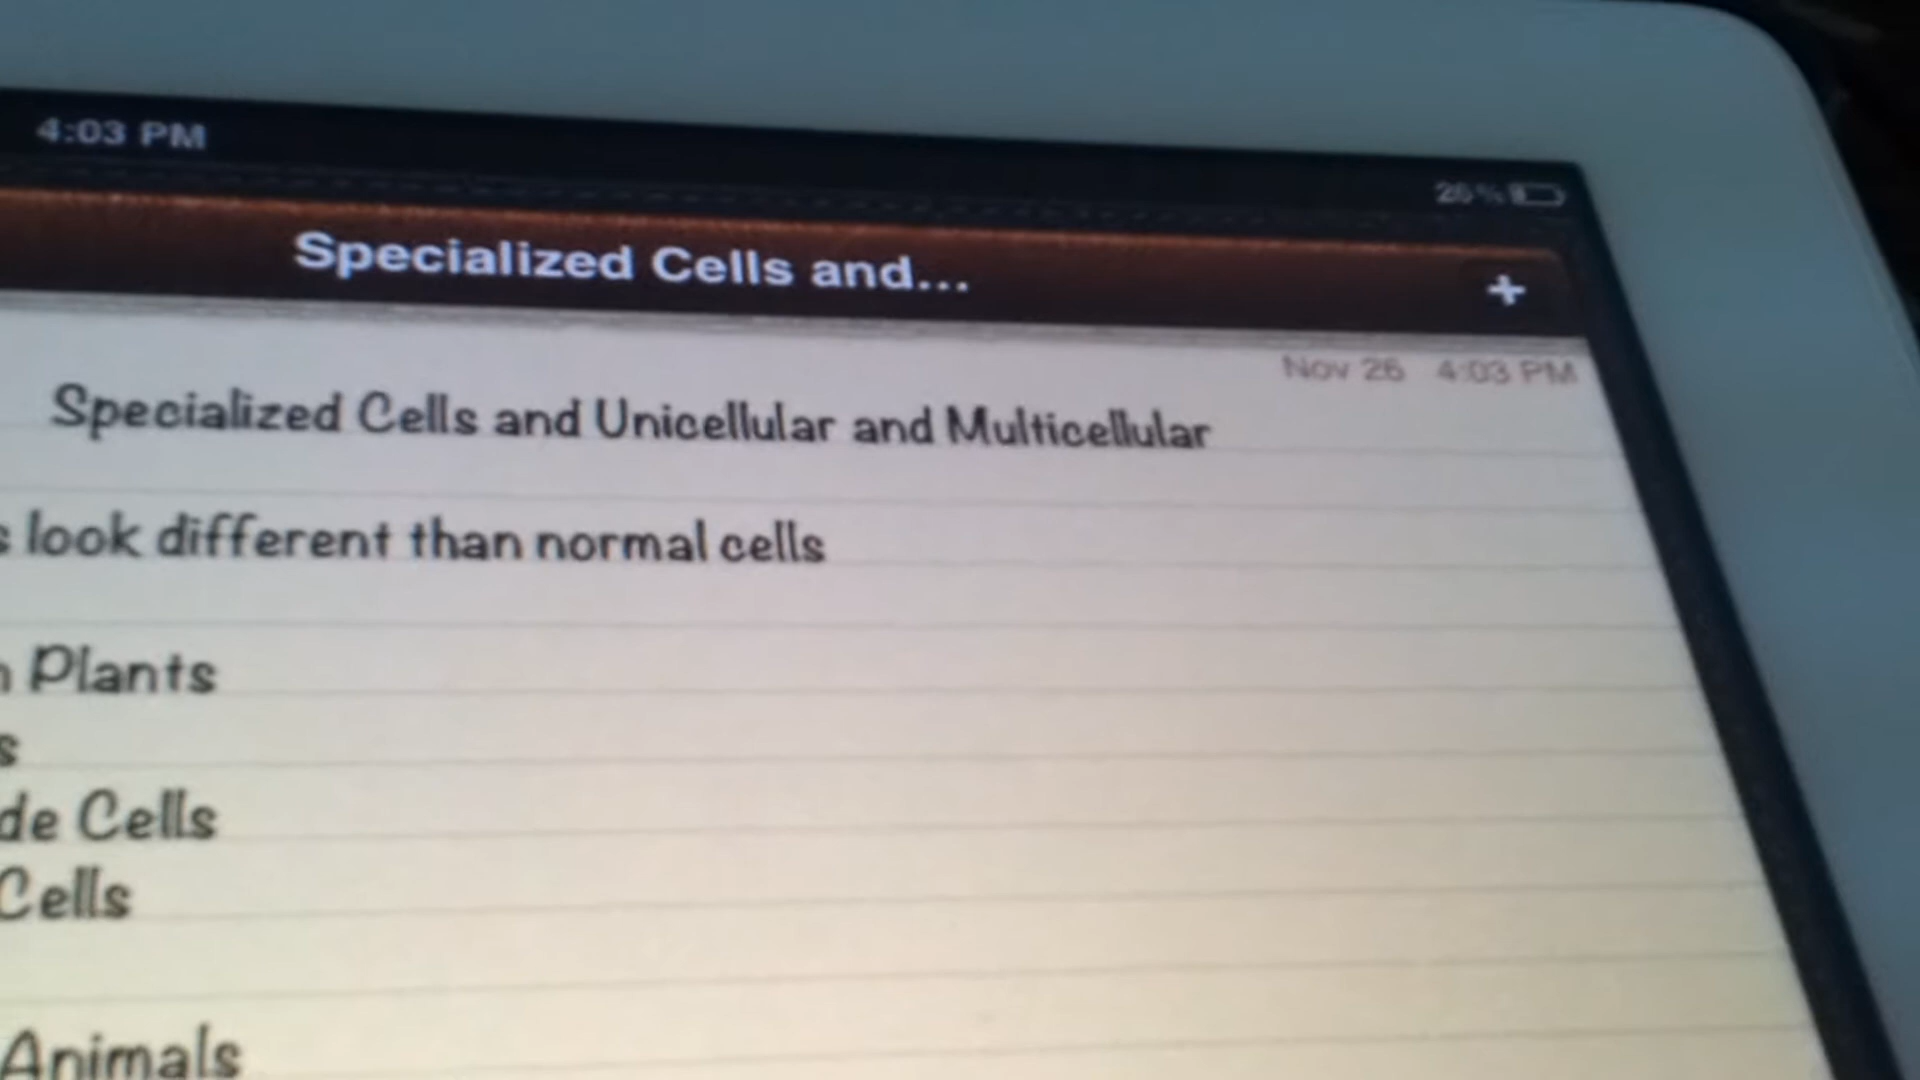 4:03 PM
26%
Specialized Cells and...
+
Nov 26 4:03 PM
Specialized Cells and Unicellular and Multicellular
s look different than normal cells
Plants
s
de Cells
Cells
Animals